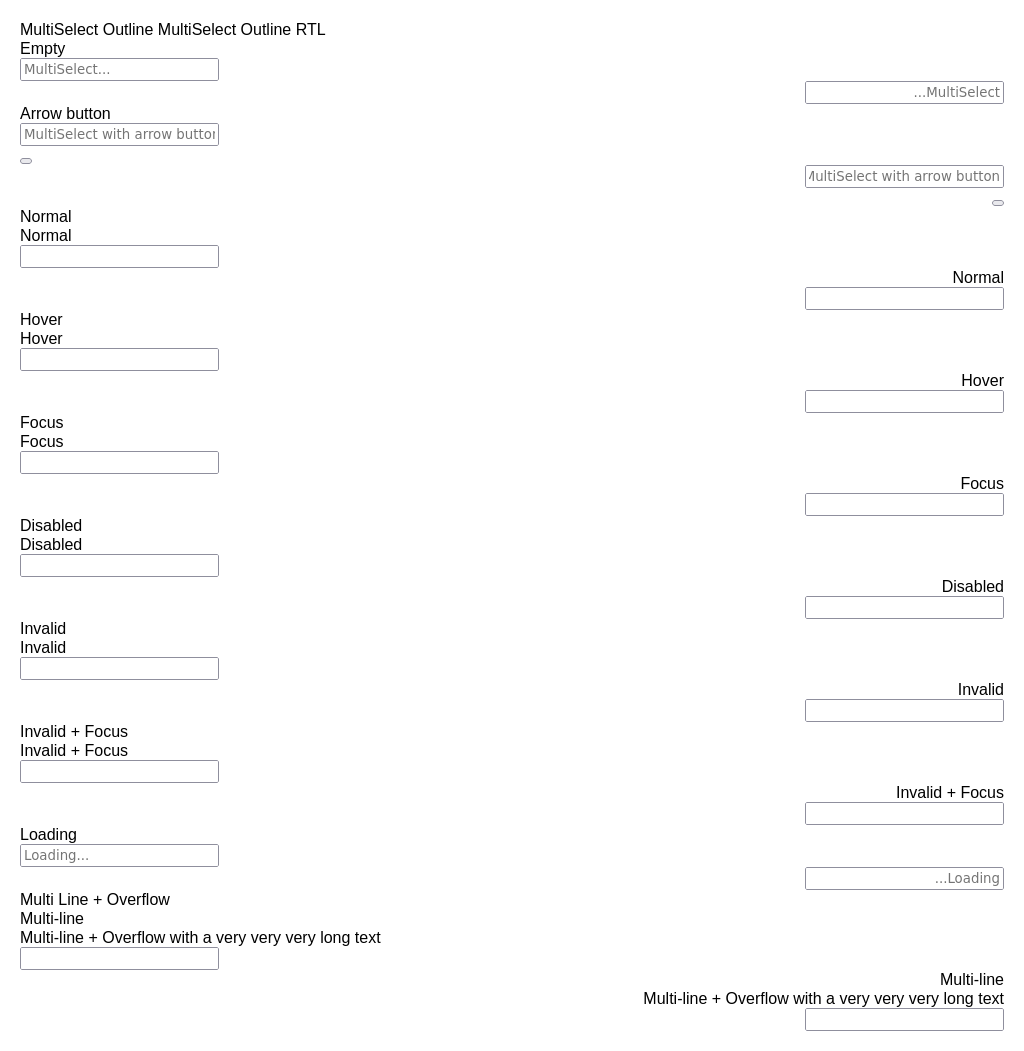 MultiSelect Outline MultiSelect Outline RTL
Empty
MultiSelect...
...MultiSelect
Arrow button
MultiSelect with arrow button
MultiSelect with arrow button
Normal
Normal
Normal
Hover
Hover
Hover
Focus
Focus
Focus
Disabled
Disabled
Disabled
Invalid
Invalid
Invalid
Invalid + Focus
Invalid + Focus
Invalid + Focus
Loading
Loading...
...Loading
Multi Line + Overflow
Multi-line
Multi-line + Overflow with a very very very long text
Multi-line
Multi-line + Overflow with a very very very long text